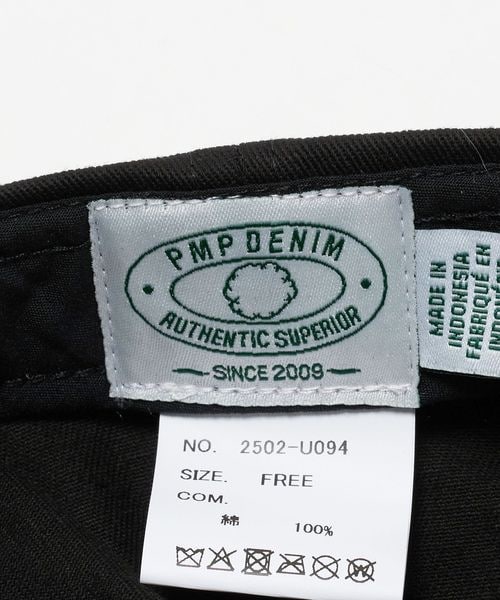 PMP DENIM
AUTHENTIC SUPERIOR
SINCE 2009
MADE IN
INDONESIA
FABRIQUÉ EN
NO. 2502-U094
SIZE. FREE
COM.
綿 100%